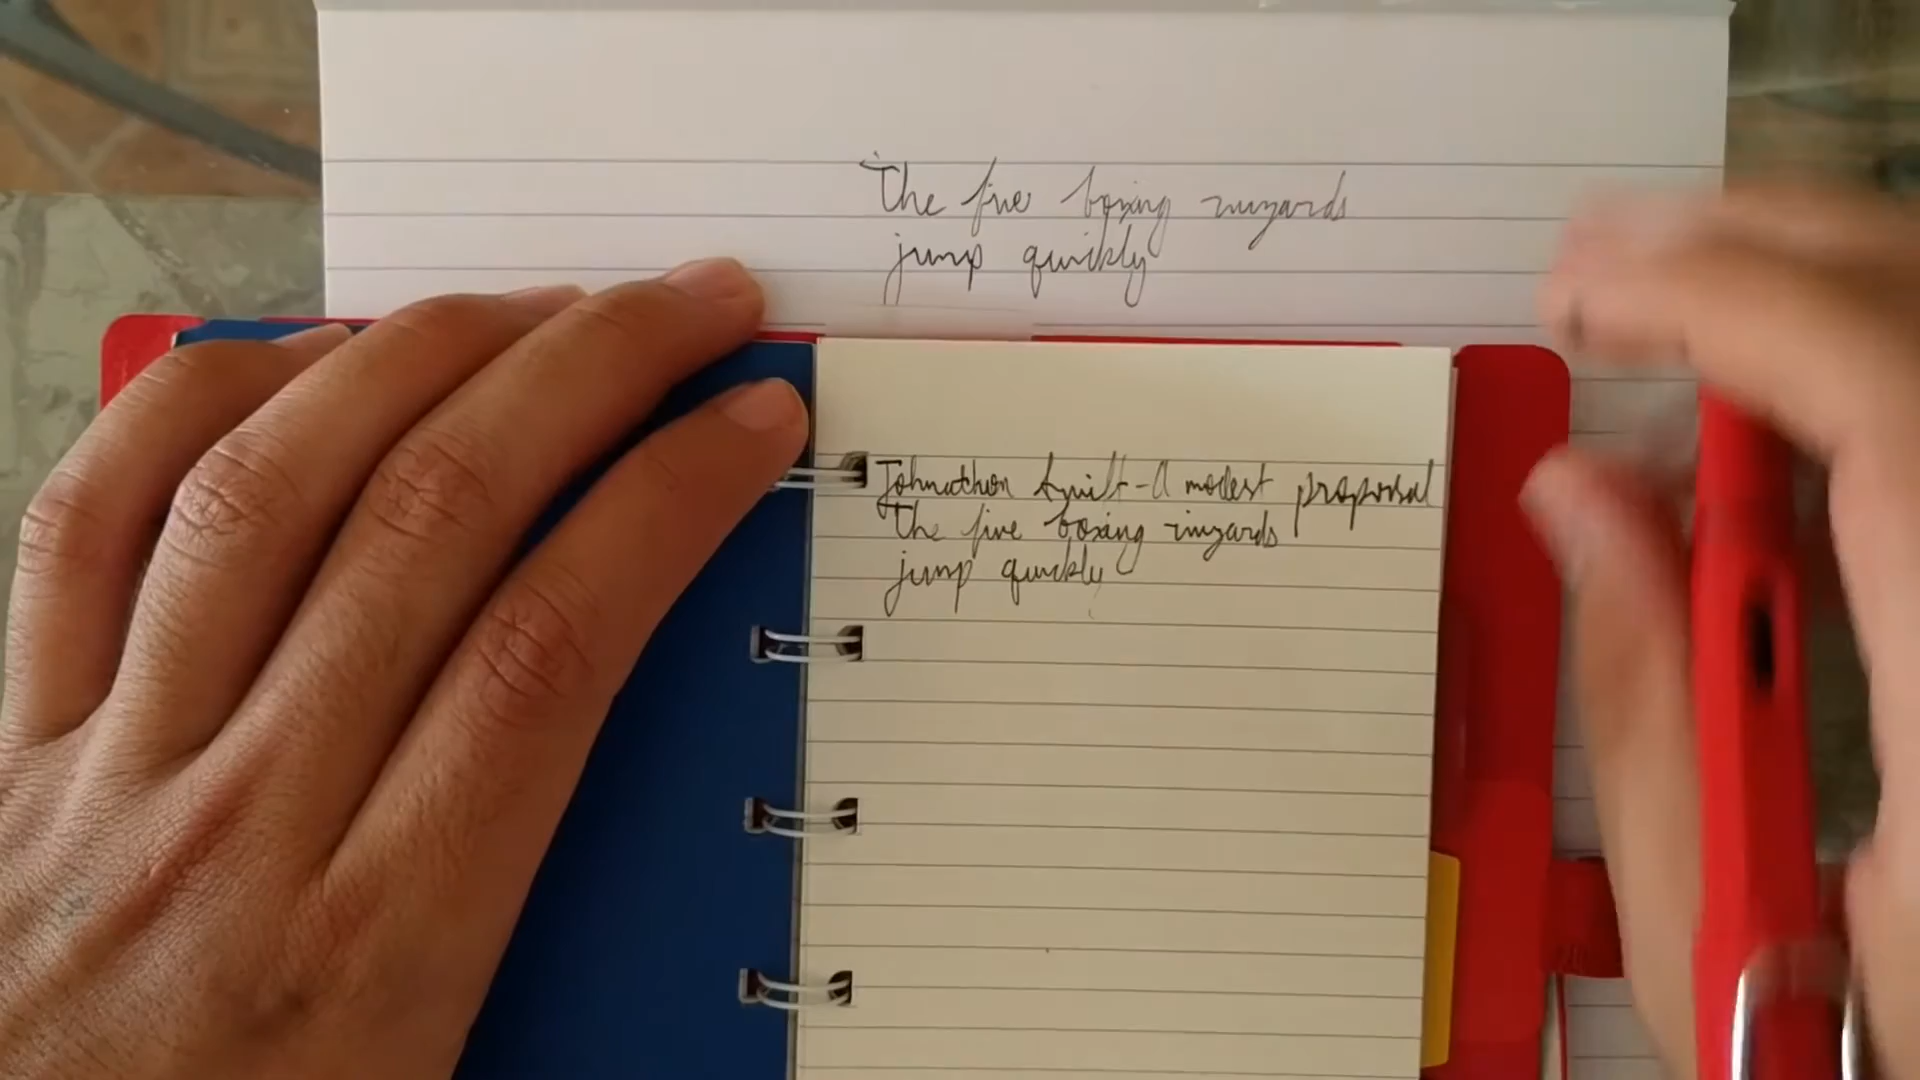 The five boxing wizards
jump quickly
Johnathon Swift-A modest proposal
The five boxing wizards
jump quickly